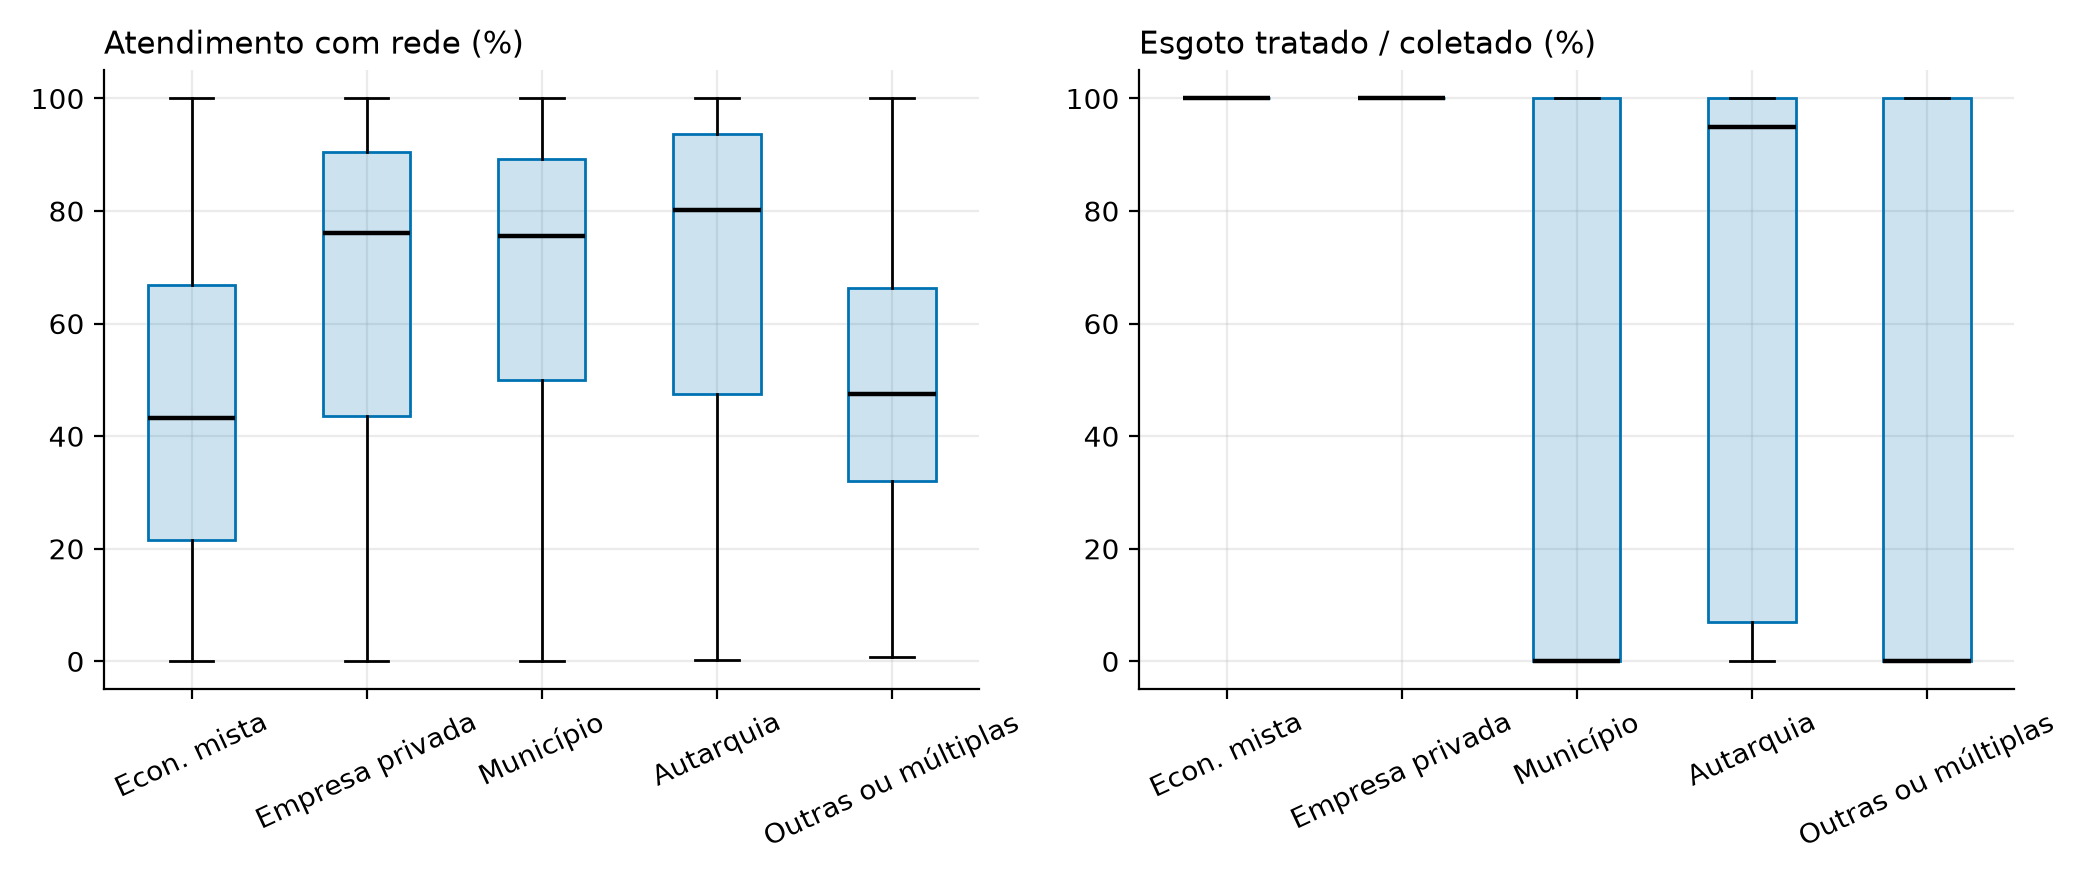 Atendimento com rede (%)
100
80
60
40
20
0
Econ. mista
Empresa privada
Município
Autarquia
Outras ou múltiplas
Esgoto tratado / coletado (%)
100
80
60
40
20
0
Econ. mista
Empresa privada
Município
Autarquia
Outras ou múltiplas